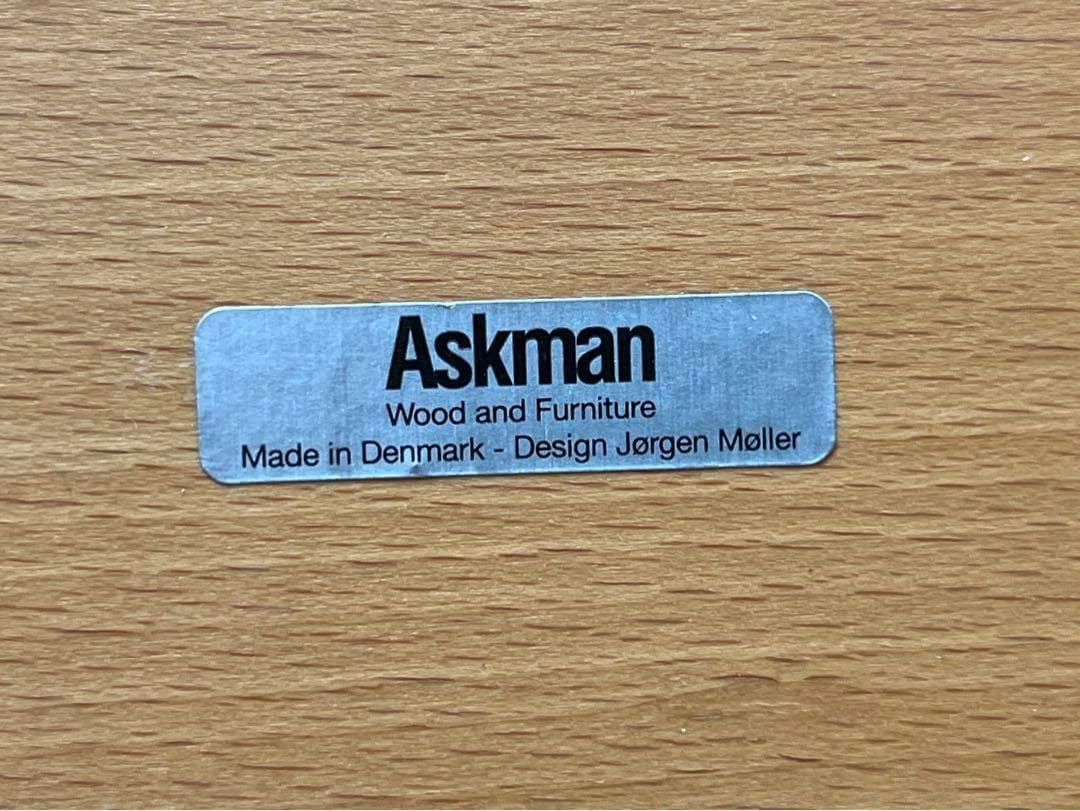 Askman
Wood and Furniture
Made in Denmark - Design Jørgen Møller